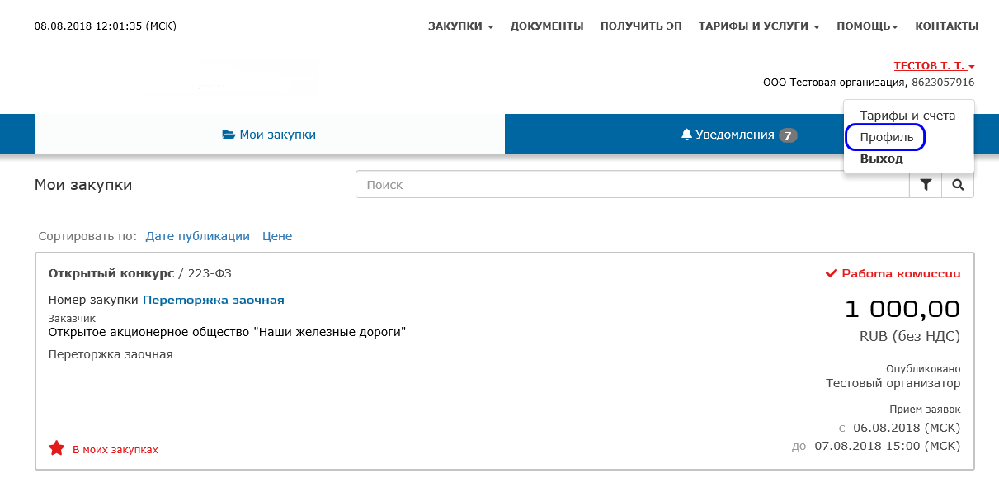 08.08.2018 12:01:35 (МСК)
ЗАКУПКИ ДОКУМЕНТЫ ПОЛУЧИТЬ ЭП ТАРИФЫ И УСЛУГИ ПОМОЩЬ КОНТАКТЫ
ТЕСТОВ Т. Т.
ООО Тестовая организация, 8623057916
Тарифы и счета
Мои закупки
Уведомления 7
Профиль
Выход
Мои закупки
Поиск
Сортировать по: Дате публикации Цене
Открытый конкурс / 223-ФЗ
Работа комиссии
Номер закупки Переторжка заочная
1 000,00
Заказчик
Открытое акционерное общество "Наши железные дороги"
RUB (без НДС)
Переторжка заочная
Опубликовано
Тестовый организатор
Прием заявок
с 06.08.2018 (МСК)
до 07.08.2018 15:00 (МСК)
В моих закупках